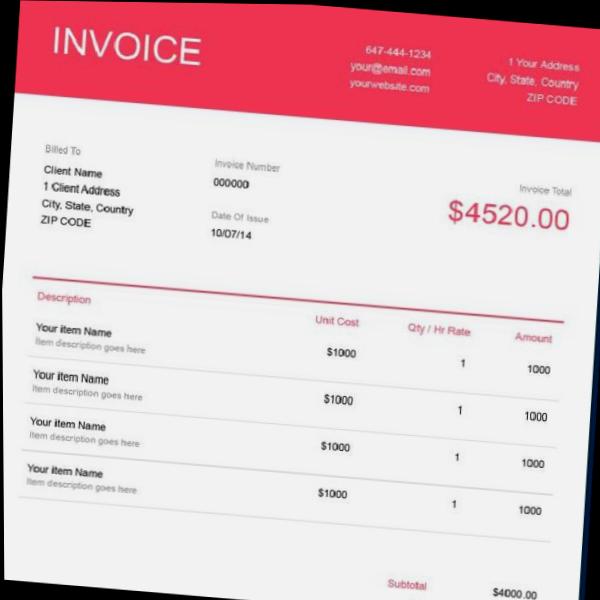 INVOICE
647-444-1234
your@email.com
yourwebsite.com
1 Your Address
City, State, Country
ZIP CODE
Billed To
Client Name
1 Client Address
City, State, Country
ZIP CODE
Invoice Number
000000
Date Of Issue
10/07/14
Invoice Total
$4520.00
Description Unit Cost Qty / Hr Rate Amount
Your item Name $1000 1 1000
Item description goes here
Your item Name $1000 1 1000
Item description goes here
Your item Name $1000 1 1000
Item description goes here
Your item Name $1000 1 1000
Item description goes here
Subtotal $4000.00